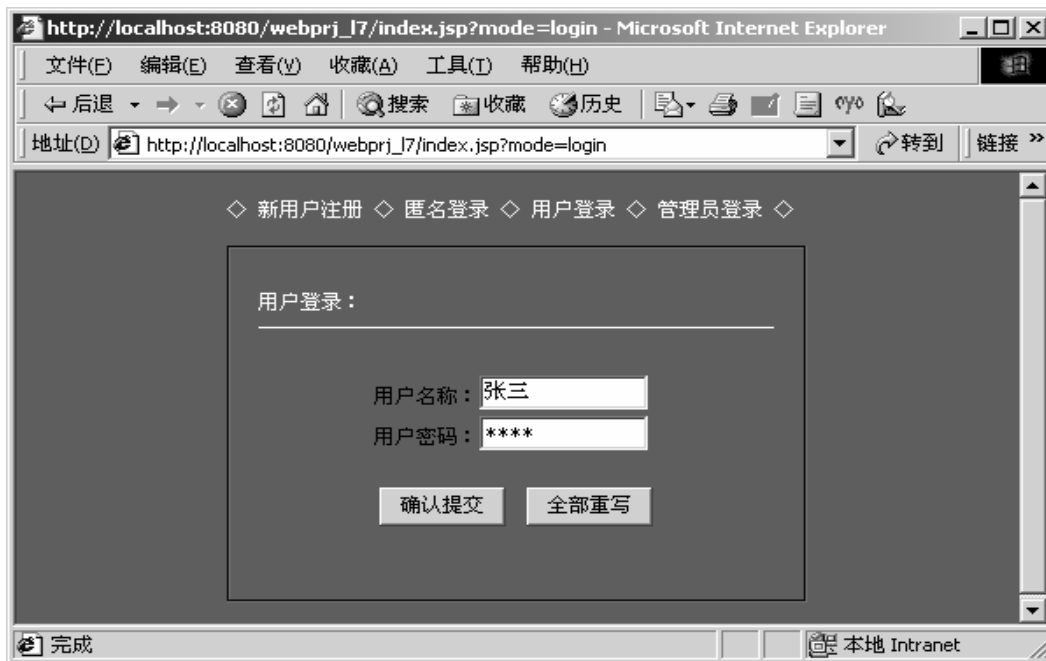 http://localhost:8080/webprj_l7/index.jsp?mode=login - Microsoft Internet Explorer
文件(F) 编辑(E) 查看(V) 收藏(A) 工具(T) 帮助(H)
后退 搜索 收藏 历史
地址(D) http://localhost:8080/webprj_l7/index.jsp?mode=login 转到 链接 »
◇ 新用户注册 ◇ 匿名登录 ◇ 用户登录 ◇ 管理员登录 ◇
用户登录：
用户名称： 张三
用户密码： ****
确认提交 全部重写
完成 本地 Intranet